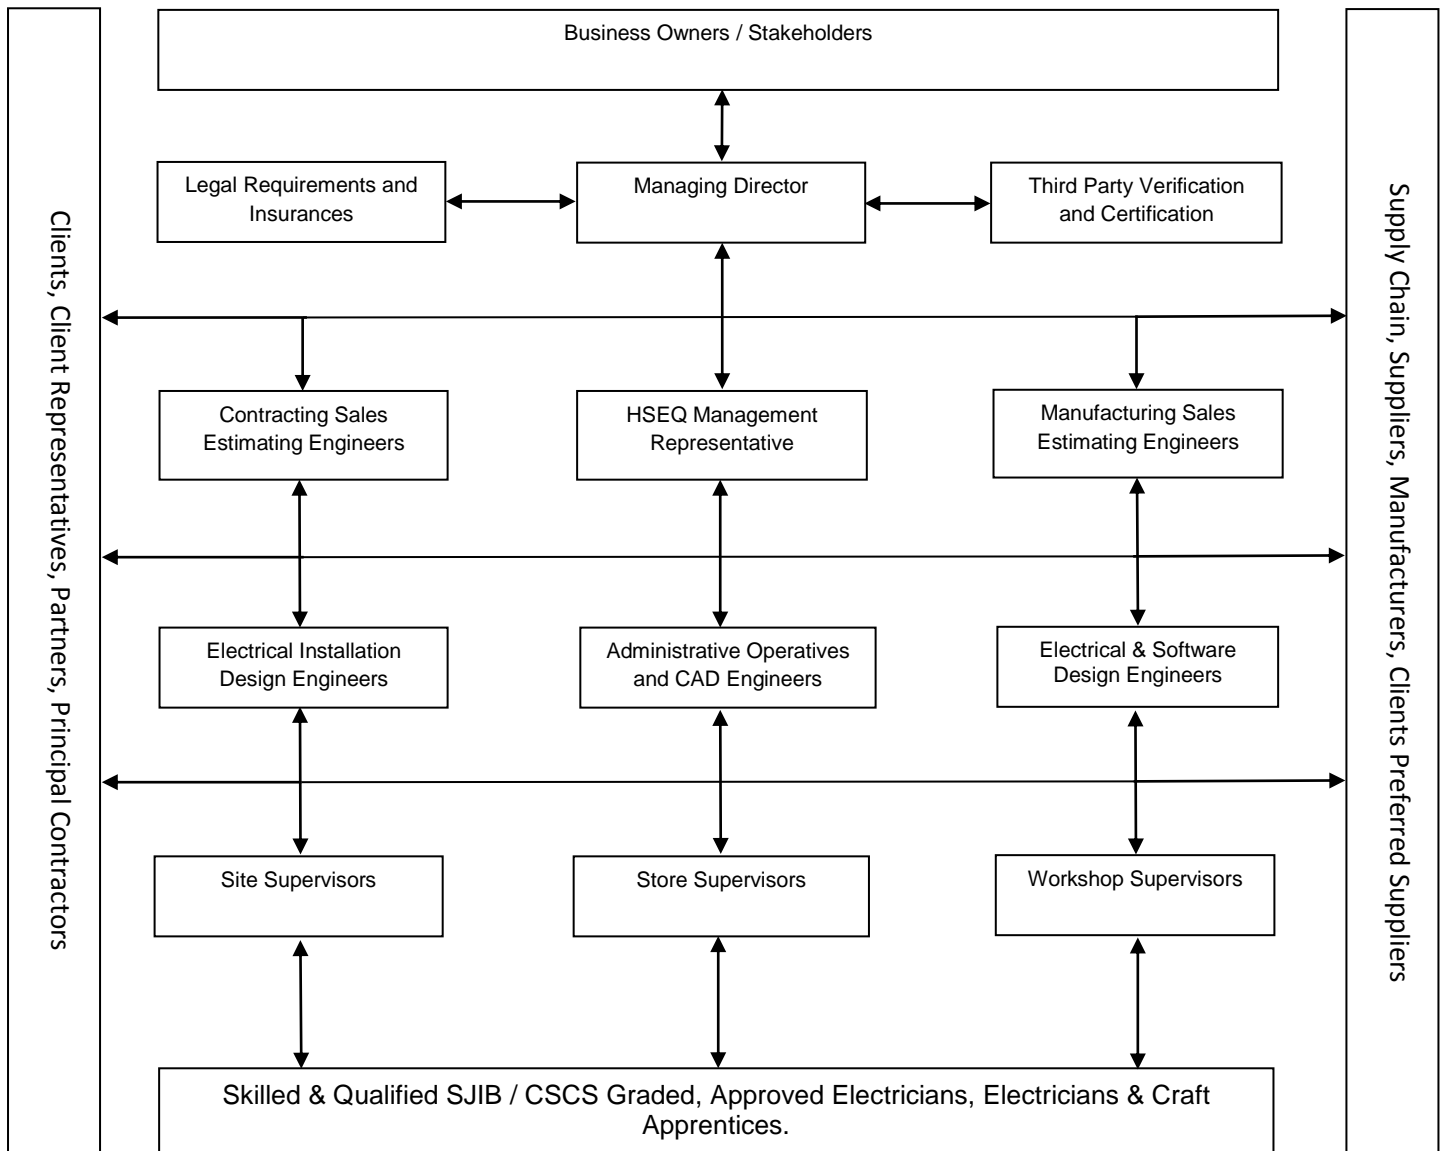 Business Owners / Stakeholders
Legal Requirements and
Insurances
Managing Director
Third Party Verification
and Certification
Clients, Client Representatives, Partners, Principal Contractors
Supply Chain, Suppliers, Manufacturers, Clients Preferred Suppliers
Contracting Sales
Estimating Engineers
HSEQ Management
Representative
Manufacturing Sales
Estimating Engineers
Electrical Installation
Design Engineers
Administrative Operatives
and CAD Engineers
Electrical & Software
Design Engineers
Site Supervisors
Store Supervisors
Workshop Supervisors
Skilled & Qualified SJIB / CSCS Graded, Approved Electricians, Electricians & Craft
Apprentices.